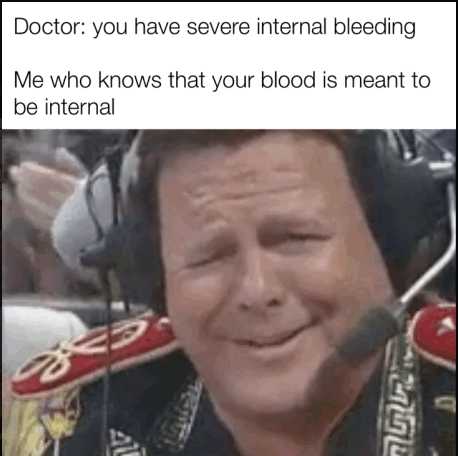 Doctor: you have severe internal bleeding
Me who knows that your blood is meant to
be internal